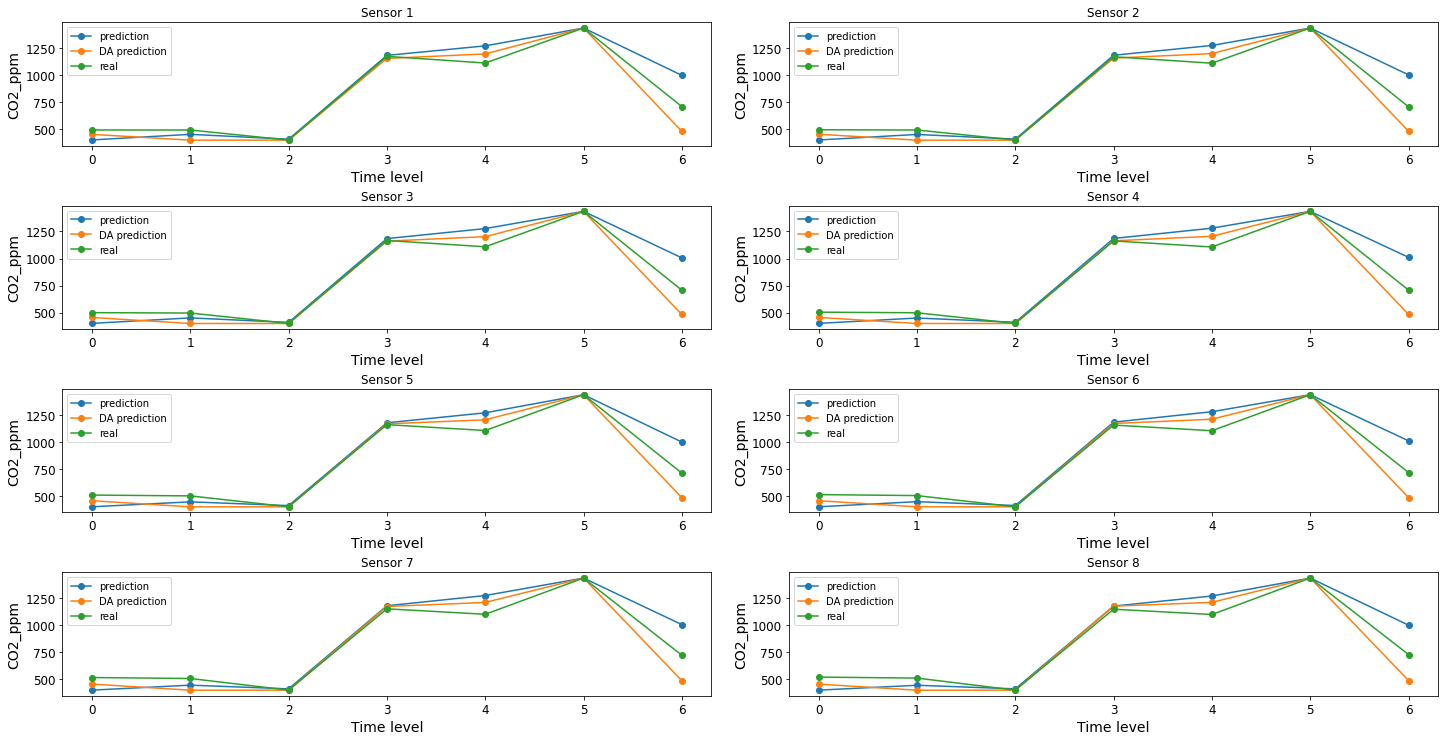 Sensor 1
prediction
DA prediction
real
1250
1000
750
500
CO2_ppm
0 1 2 3 4 5 6
Time level
Sensor 2
prediction
DA prediction
real
1250
1000
750
500
CO2_ppm
0 1 2 3 4 5 6
Time level
Sensor 3
prediction
DA prediction
real
1250
1000
750
500
CO2_ppm
0 1 2 3 4 5 6
Time level
Sensor 4
prediction
DA prediction
real
1250
1000
750
500
CO2_ppm
0 1 2 3 4 5 6
Time level
Sensor 5
prediction
DA prediction
real
1250
1000
750
500
CO2_ppm
0 1 2 3 4 5 6
Time level
Sensor 6
prediction
DA prediction
real
1250
1000
750
500
CO2_ppm
0 1 2 3 4 5 6
Time level
Sensor 7
prediction
DA prediction
real
1250
1000
750
500
CO2_ppm
0 1 2 3 4 5 6
Time level
Sensor 8
prediction
DA prediction
real
1250
1000
750
500
CO2_ppm
0 1 2 3 4 5 6
Time level